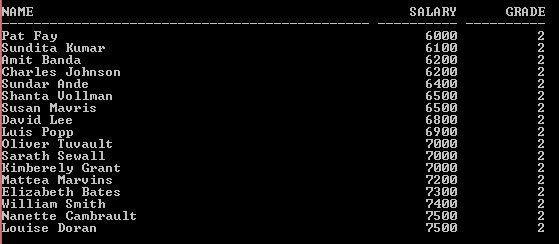 NAME SALARY GRADE
Pat Fay 6000 2
Sundita Kumar 6100 2
Amit Banda 6200 2
Charles Johnson 6200 2
Sundar Ande 6400 2
Shanta Vollman 6500 2
Susan Mavris 6500 2
David Lee 6800 2
Luis Popp 6900 2
Oliver Tuvault 7000 2
Sarath Sewall 7000 2
Kimberely Grant 7000 2
Mattea Marvins 7200 2
Elizabeth Bates 7300 2
William Smith 7400 2
Nanette Cambrault 7500 2
Louise Doran 7500 2